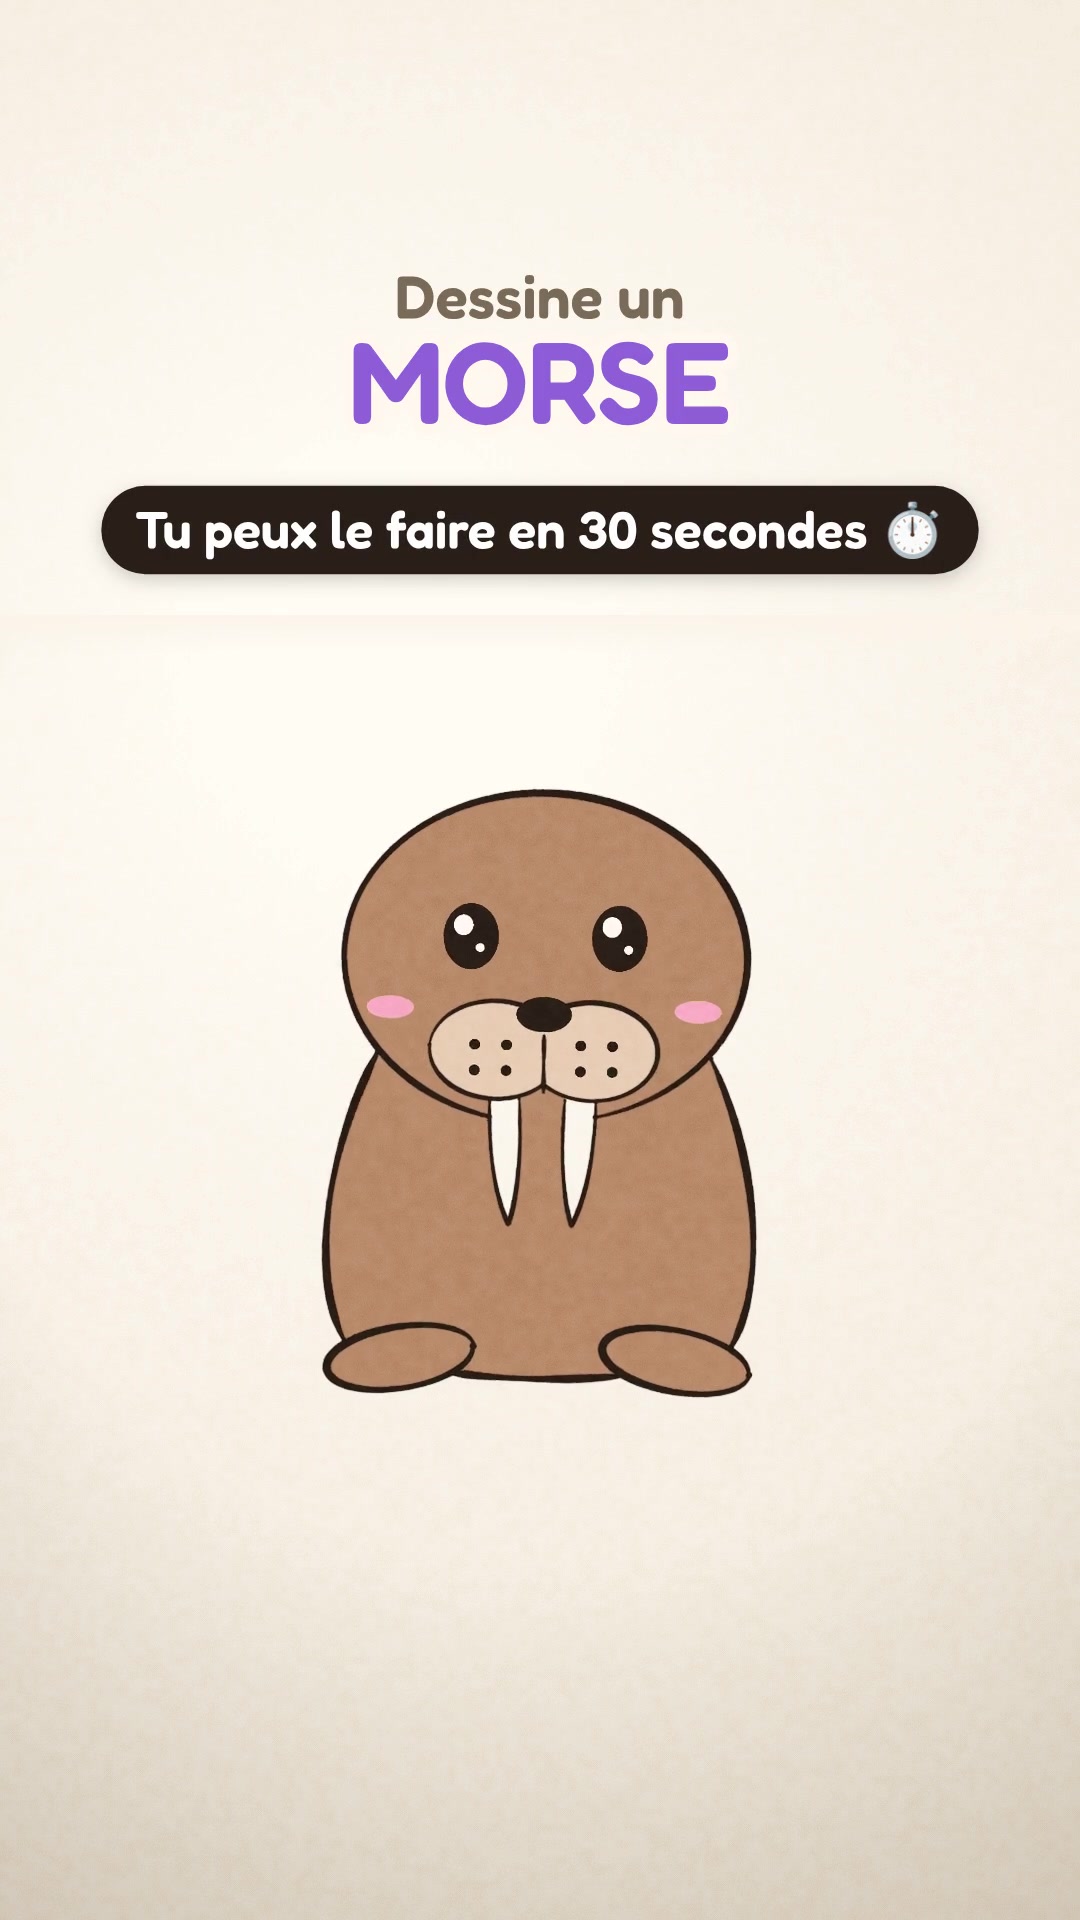 Dessine un
MORSE
Tu peux le faire en 30 secondes ⏱️